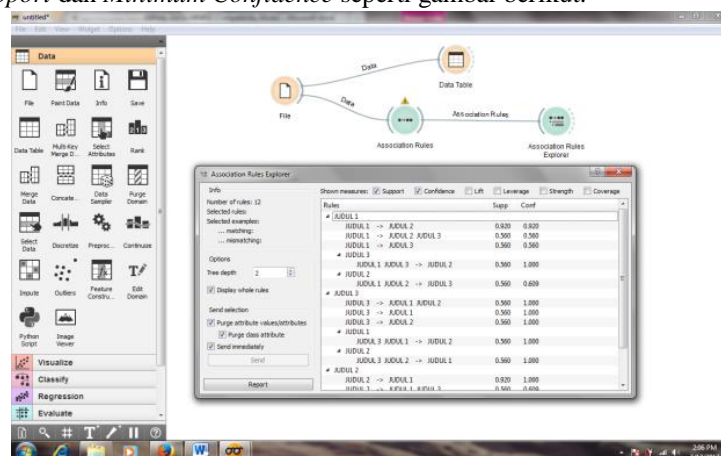 pport dan Minimum Confidence seperti gambar berikut.
untitled*
File Edit View Widget Options Help
Data
File
Paint Data
Info
Save
Data Table
Multi-Key
Merge D...
Select
Attributes
Rank
Merge
Data
Concate...
Data
Sampler
Purge
Domain
Select
Data
Discretize
Preproc...
Continuize
Impute
Outliers
Feature
Constru...
Edit
Domain
Python
Script
Image
Viewer
Visualize
Classify
Regression
Evaluate
File
Data
Data
Data Table
Association Rules
Association Rules
Association Rules
Explorer
Association Rules Explorer
Info
Number of rules: 12
Selected rules:
Selected examples:
... matching:
... mismatching:
Options
Tree depth 2
Display whole rules
Send selection
Purge attribute values/attributes
Purge class attribute
Send immediately
Send
Report
Shown measures: Support Confidence Lift Leverage Strength Coverage
Rules Supp Conf
JUDUL 1
JUDUL 1 -> JUDUL 2 0.920 0.920
JUDUL 1 -> JUDUL 2 JUDUL 3 0.560 0.560
JUDUL 1 -> JUDUL 3 0.560 0.560
JUDUL 3
JUDUL 1 JUDUL 3 -> JUDUL 2 0.560 1.000
JUDUL 2
JUDUL 1 JUDUL 2 -> JUDUL 3 0.560 0.609
JUDUL 3
JUDUL 3 -> JUDUL 1 JUDUL 2 0.560 1.000
JUDUL 3 -> JUDUL 1 0.560 1.000
JUDUL 3 -> JUDUL 2 0.560 1.000
JUDUL 1
JUDUL 3 JUDUL 1 -> JUDUL 2 0.560 1.000
JUDUL 2
JUDUL 3 JUDUL 2 -> JUDUL 1 0.560 1.000
JUDUL 2
JUDUL 2 -> JUDUL 1 0.920 1.000
JUDUL 2 -> JUDUL 1 JUDUL 3 0.560 0.609
2:06 PM